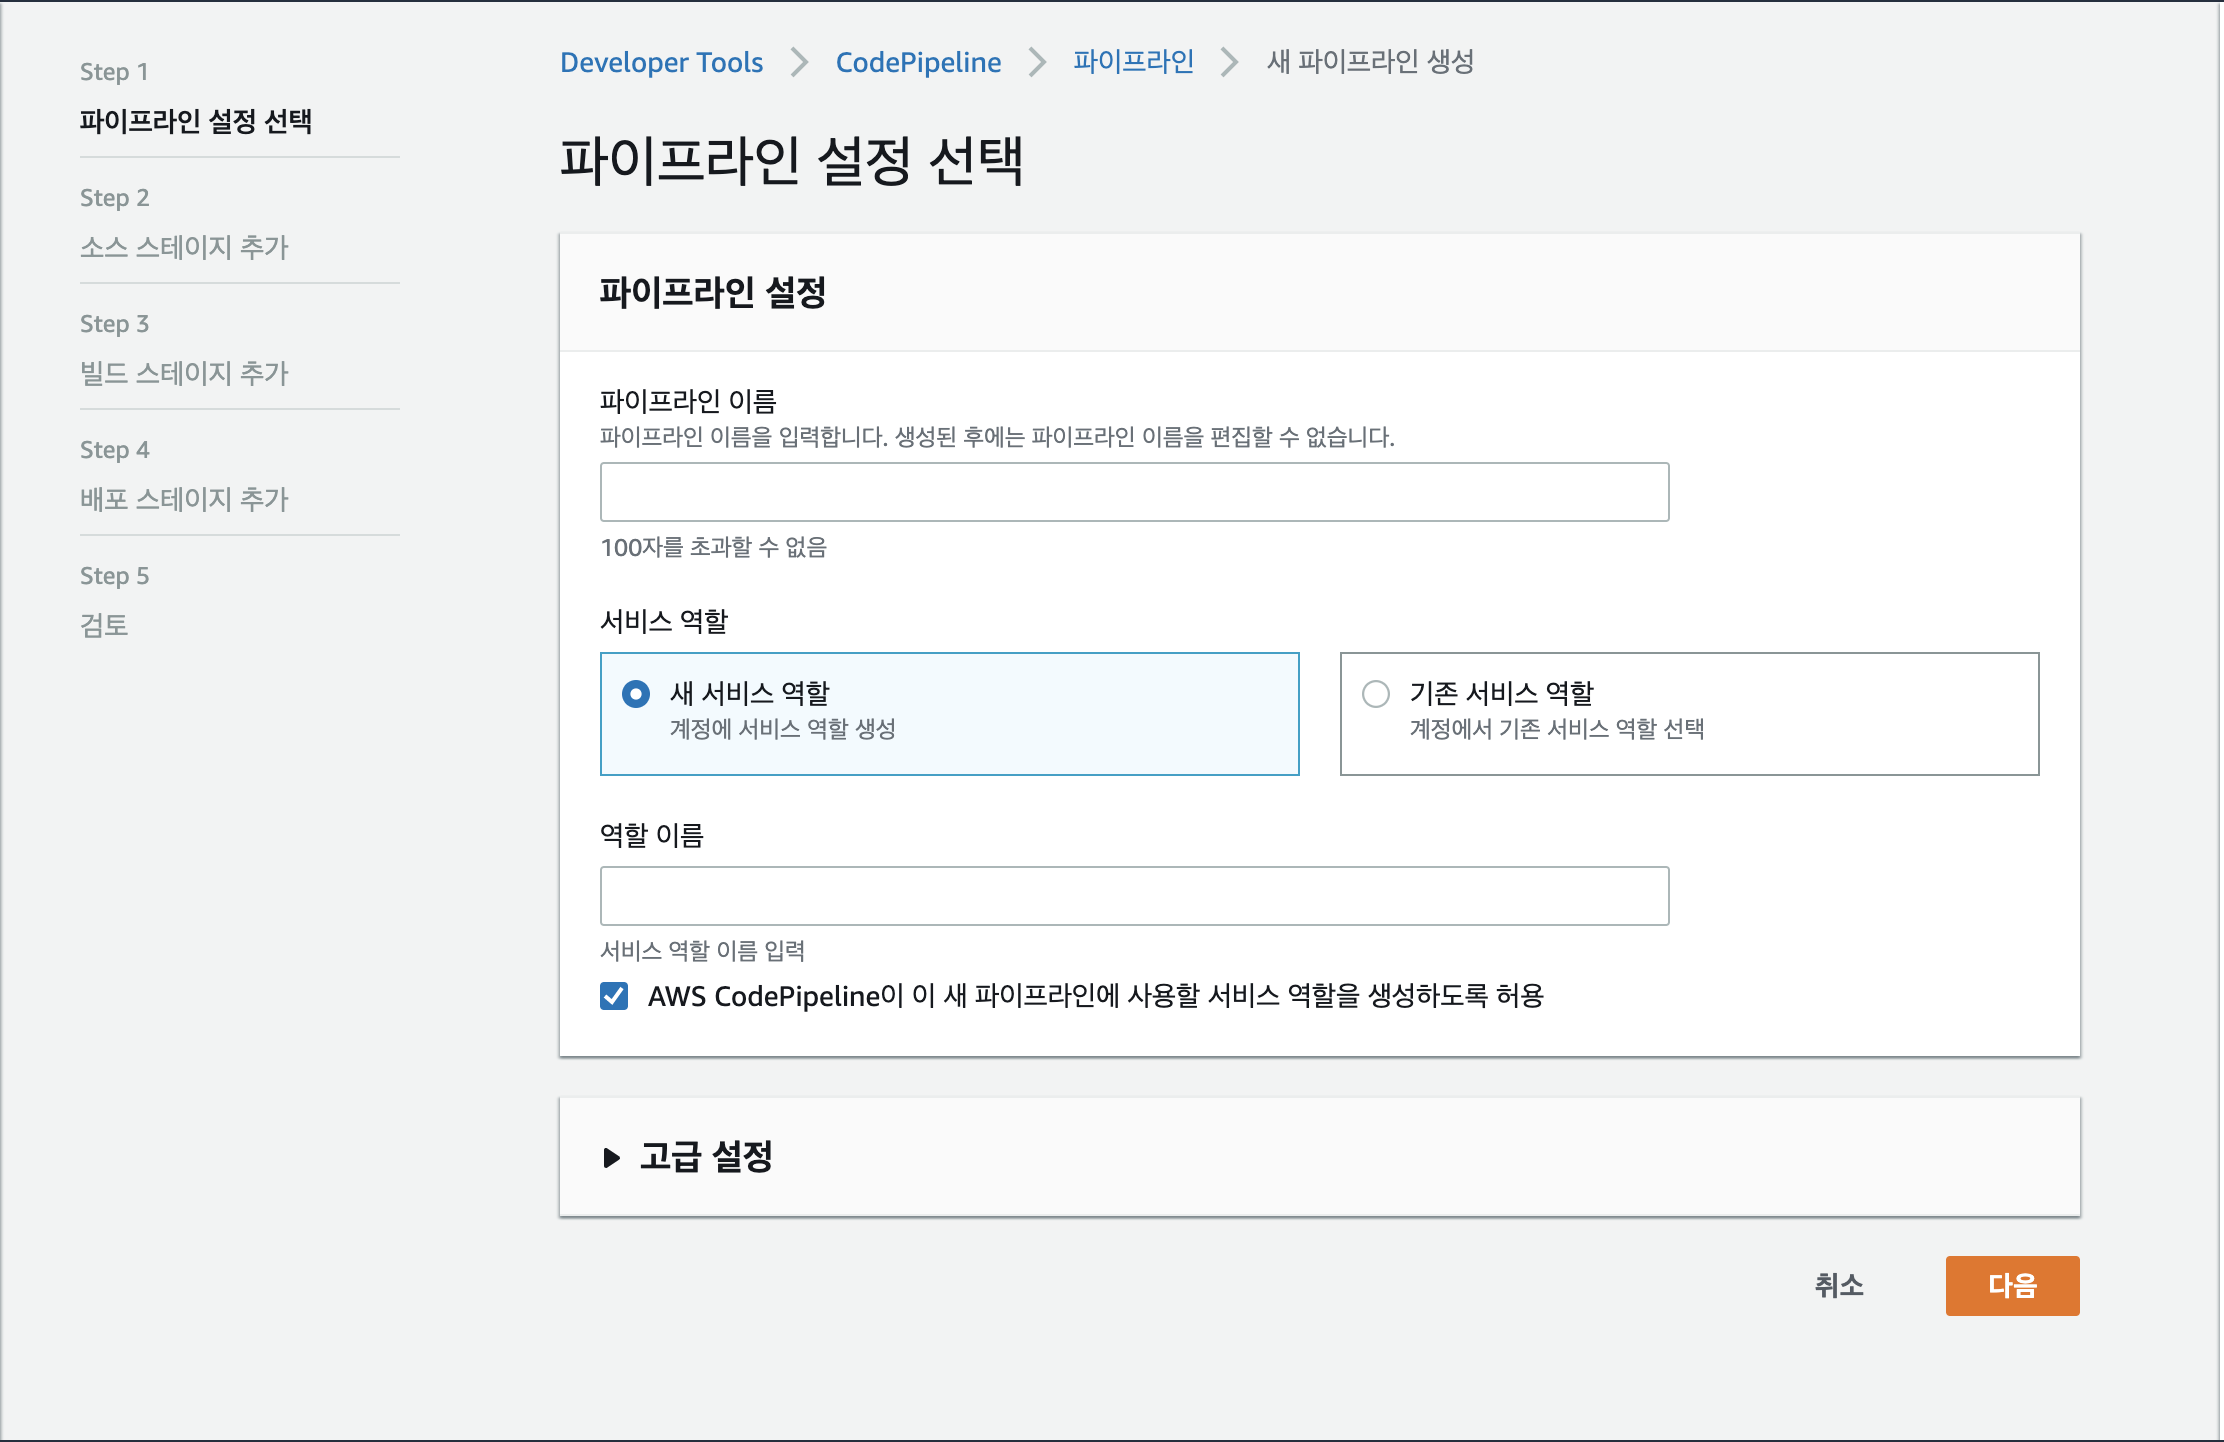 Step 1
파이프라인 설정 선택
Step 2
소스 스테이지 추가
Step 3
빌드 스테이지 추가
Step 4
배포 스테이지 추가
Step 5
검토
Developer Tools > CodePipeline > 파이프라인 > 새 파이프라인 생성
파이프라인 설정 선택
파이프라인 설정
파이프라인 이름
파이프라인 이름을 입력합니다. 생성된 후에는 파이프라인 이름을 편집할 수 없습니다.
100자를 초과할 수 없음
서비스 역할
새 서비스 역할
계정에 서비스 역할 생성
기존 서비스 역할
계정에서 기존 서비스 역할 선택
역할 이름
서비스 역할 이름 입력
AWS CodePipeline이 이 새 파이프라인에 사용할 서비스 역할을 생성하도록 허용
고급 설정
취소
다음